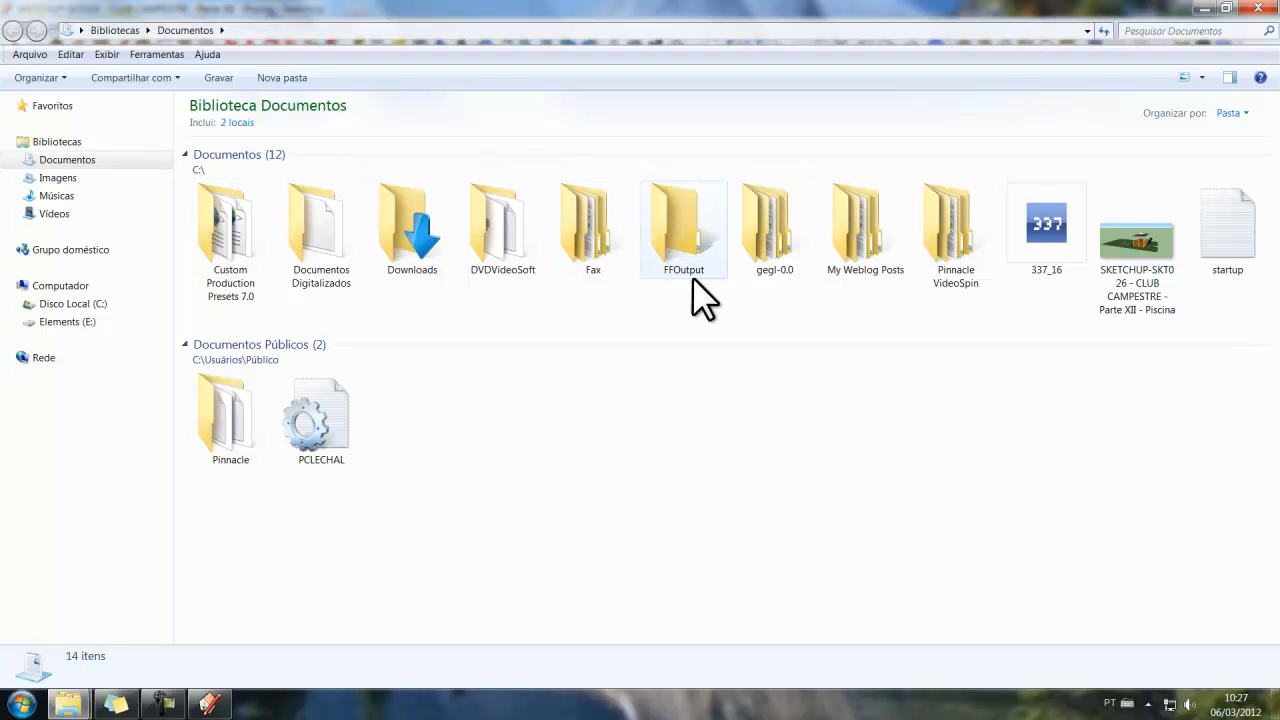 Bibliotecas Documentos
Pesquisar Documentos
Arquivo Editar Exibir Ferramentas Ajuda
Organizar Compartilhar com Gravar Nova pasta
Favoritos
Bibliotecas
Documentos
Imagens
Músicas
Vídeos
Grupo doméstico
Computador
Disco Local (C:)
Elements (E:)
Rede
Biblioteca Documentos
Inclui: 2 locais
Organizar por: Pasta
Documentos (12)
C:\
Custom
Production
Presets 7.0
Documentos
Digitalizados
Downloads
DVDVideoSoft
Fax
FFOutput
gegl-0.0
My Weblog Posts
Pinnacle
VideoSpin
337
337_16
SKETCHUP-SKT0
26 - CLUB
CAMPESTRE -
Parte XII - Piscina
startup
Documentos Públicos (2)
C:\Usuários\Público
Pinnacle
PCLECHAL
14 itens
PT
10:27
06/03/2012